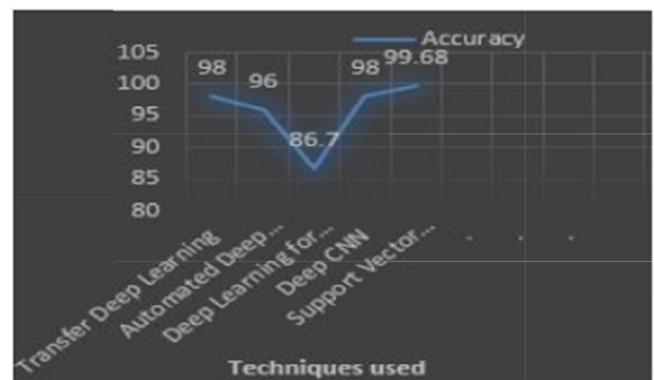 Accuracy
105
100
95
90
85
80
98
96
86.7
98
99.68
Transfer Deep Learning
Automated Deep...
Deep Learning for...
Deep CNN
Support Vector...
.
.
.
Techniques used